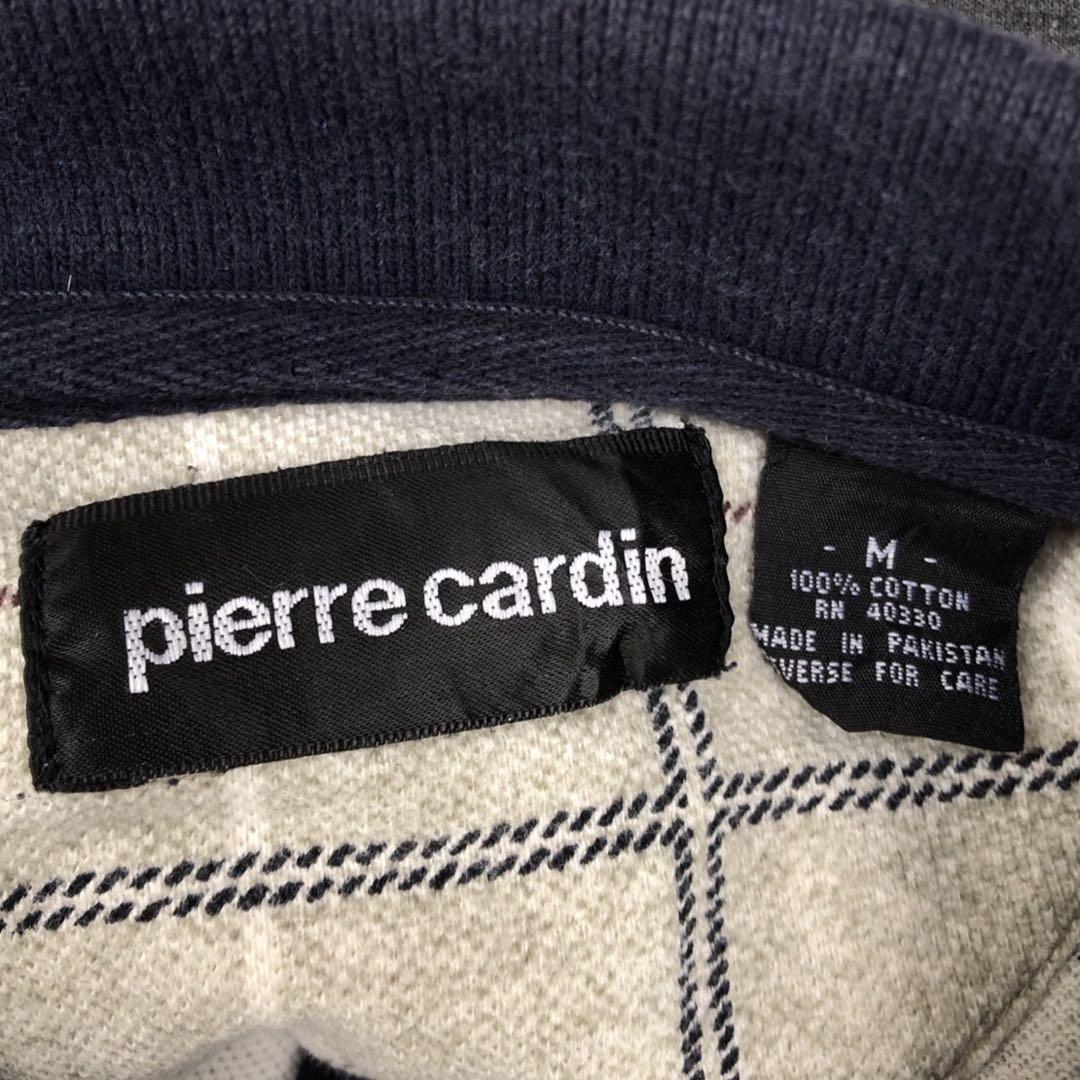 pierre cardin
- M -
100% COTTON
RN 40330
MADE IN PAKISTAN
VERSE FOR CARE